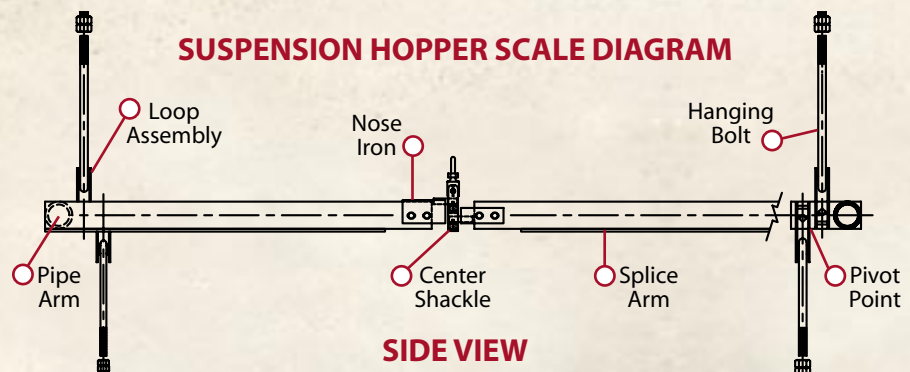 SUSPENSION HOPPER SCALE DIAGRAM
Loop
Assembly
Nose
Iron
Hanging
Bolt
Pipe
Arm
Center
Shackle
Splice
Arm
Pivot
Point
SIDE VIEW